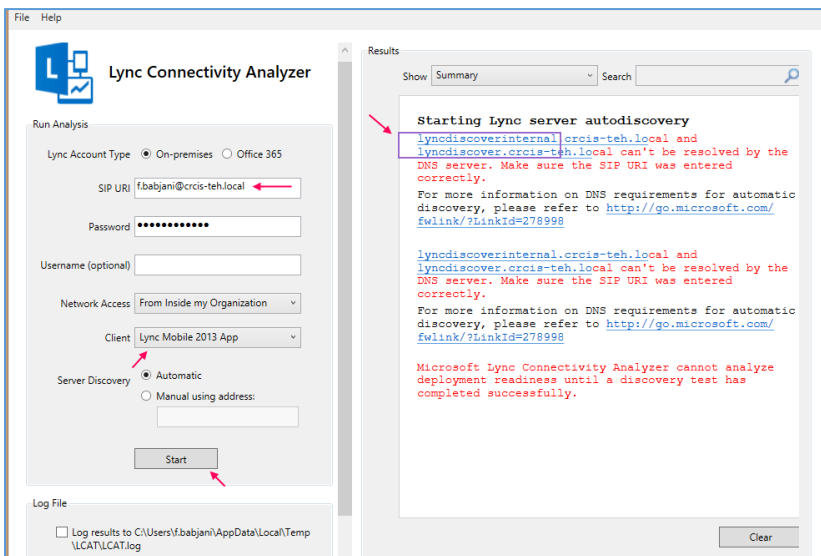 File Help
Lync Connectivity Analyzer
Run Analysis
Lync Account Type On-premises Office 365
SIP URI f.babjani@crcis-teh.local
Password ••••••••••••
Username (optional)
Network Access From Inside my Organization
Client Lync Mobile 2013 App
Server Discovery Automatic
Manual using address:
Start
Log File
Log results to C:\Users\f.babjani\AppData\Local\Temp
\LCAT\LCAT.log
Results
Show Summary Search
Starting Lync server autodiscovery
lyncdiscoverinternal.crcis-teh.local and
lyncdiscover.crcis-teh.local can't be resolved by the
DNS server. Make sure the SIP URI was entered
correctly.
For more information on DNS requirements for automatic
discovery, please refer to http://go.microsoft.com/
fwlink/?LinkId=278998
lyncdiscoverinternal.crcis-teh.local and
lyncdiscover.crcis-teh.local can't be resolved by the
DNS server. Make sure the SIP URI was entered
correctly.
For more information on DNS requirements for automatic
discovery, please refer to http://go.microsoft.com/
fwlink/?LinkId=278998
Microsoft Lync Connectivity Analyzer cannot analyze
deployment readiness until a discovery test has
completed successfully.
Clear